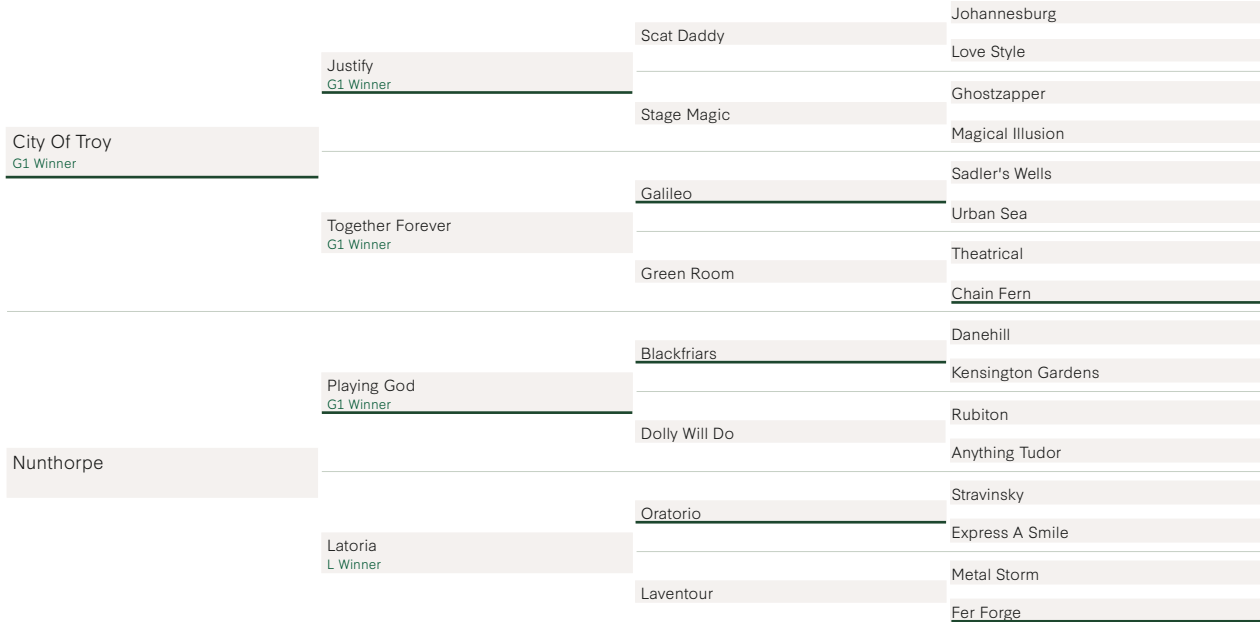 Johannesburg
Scat Daddy
Love Style
Justify
G1 Winner
Ghostzapper
Stage Magic
Magical Illusion
City Of Troy
G1 Winner
Sadler's Wells
Galileo
Urban Sea
Together Forever
G1 Winner
Theatrical
Green Room
Chain Fern
Danehill
Blackfriars
Kensington Gardens
Playing God
G1 Winner
Rubiton
Dolly Will Do
Anything Tudor
Nunthorpe
Stravinsky
Oratorio
Express A Smile
Latoria
L Winner
Metal Storm
Laventour
Fer Forge